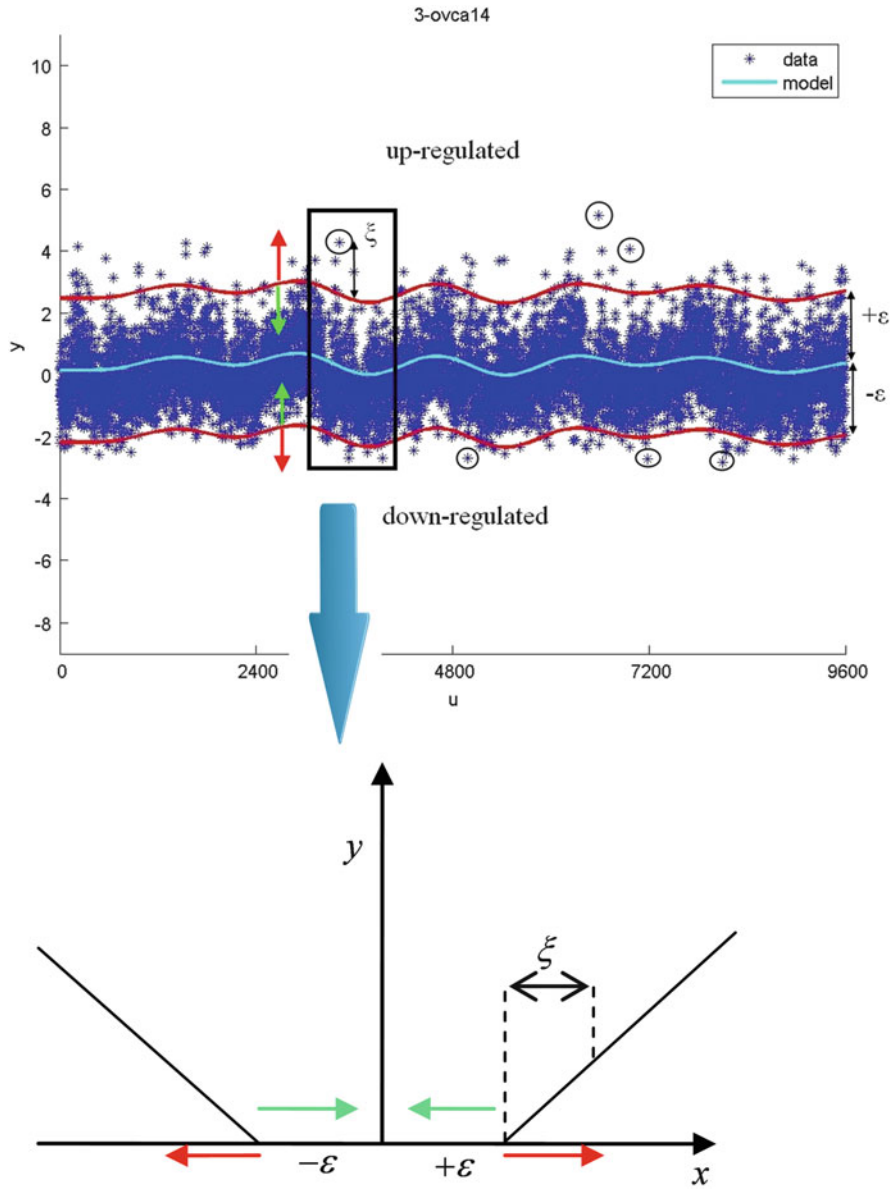 3-ovca14
10
8
6
4
2
0
-2
-4
-6
-8
y
data
model
up-regulated
ξ
+ε
-ε
down-regulated
0
2400
4800
7200
9600
u
y
ξ
−ε
+ε
x